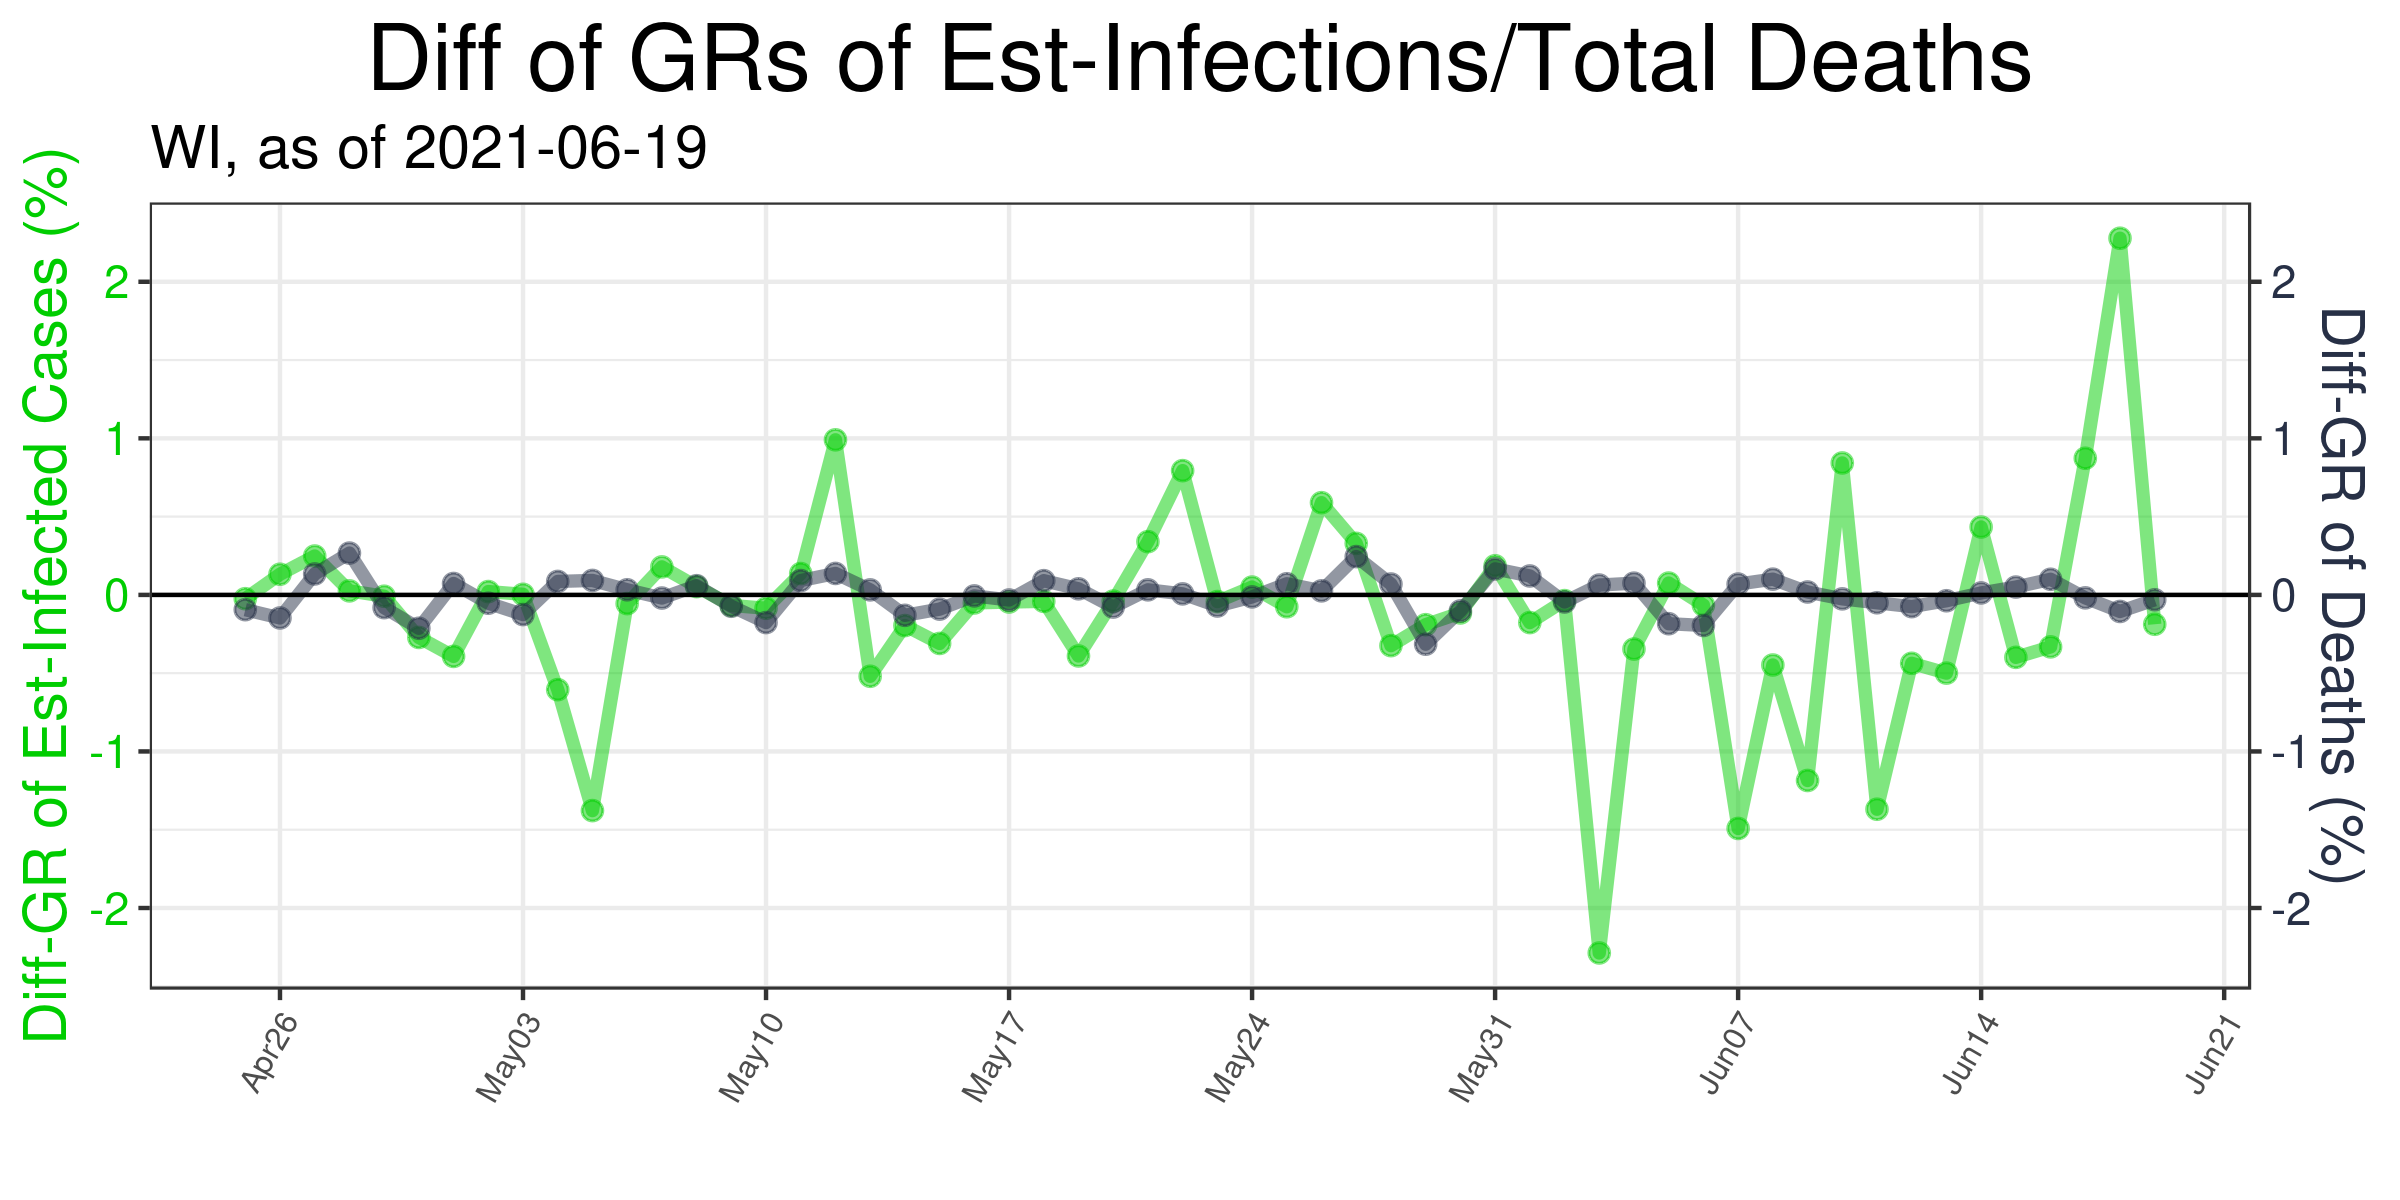 Diff of GRs of Est-Infections/Total Deaths
WI, as of 2021-06-19
Diff-GR of Est-Infected Cases (%)
2
1
0
-1
-2
2
1
0
-1
-2
Diff-GR of Deaths (%)
Apr26
May03
May10
May17
May24
May31
Jun07
Jun14
Jun21